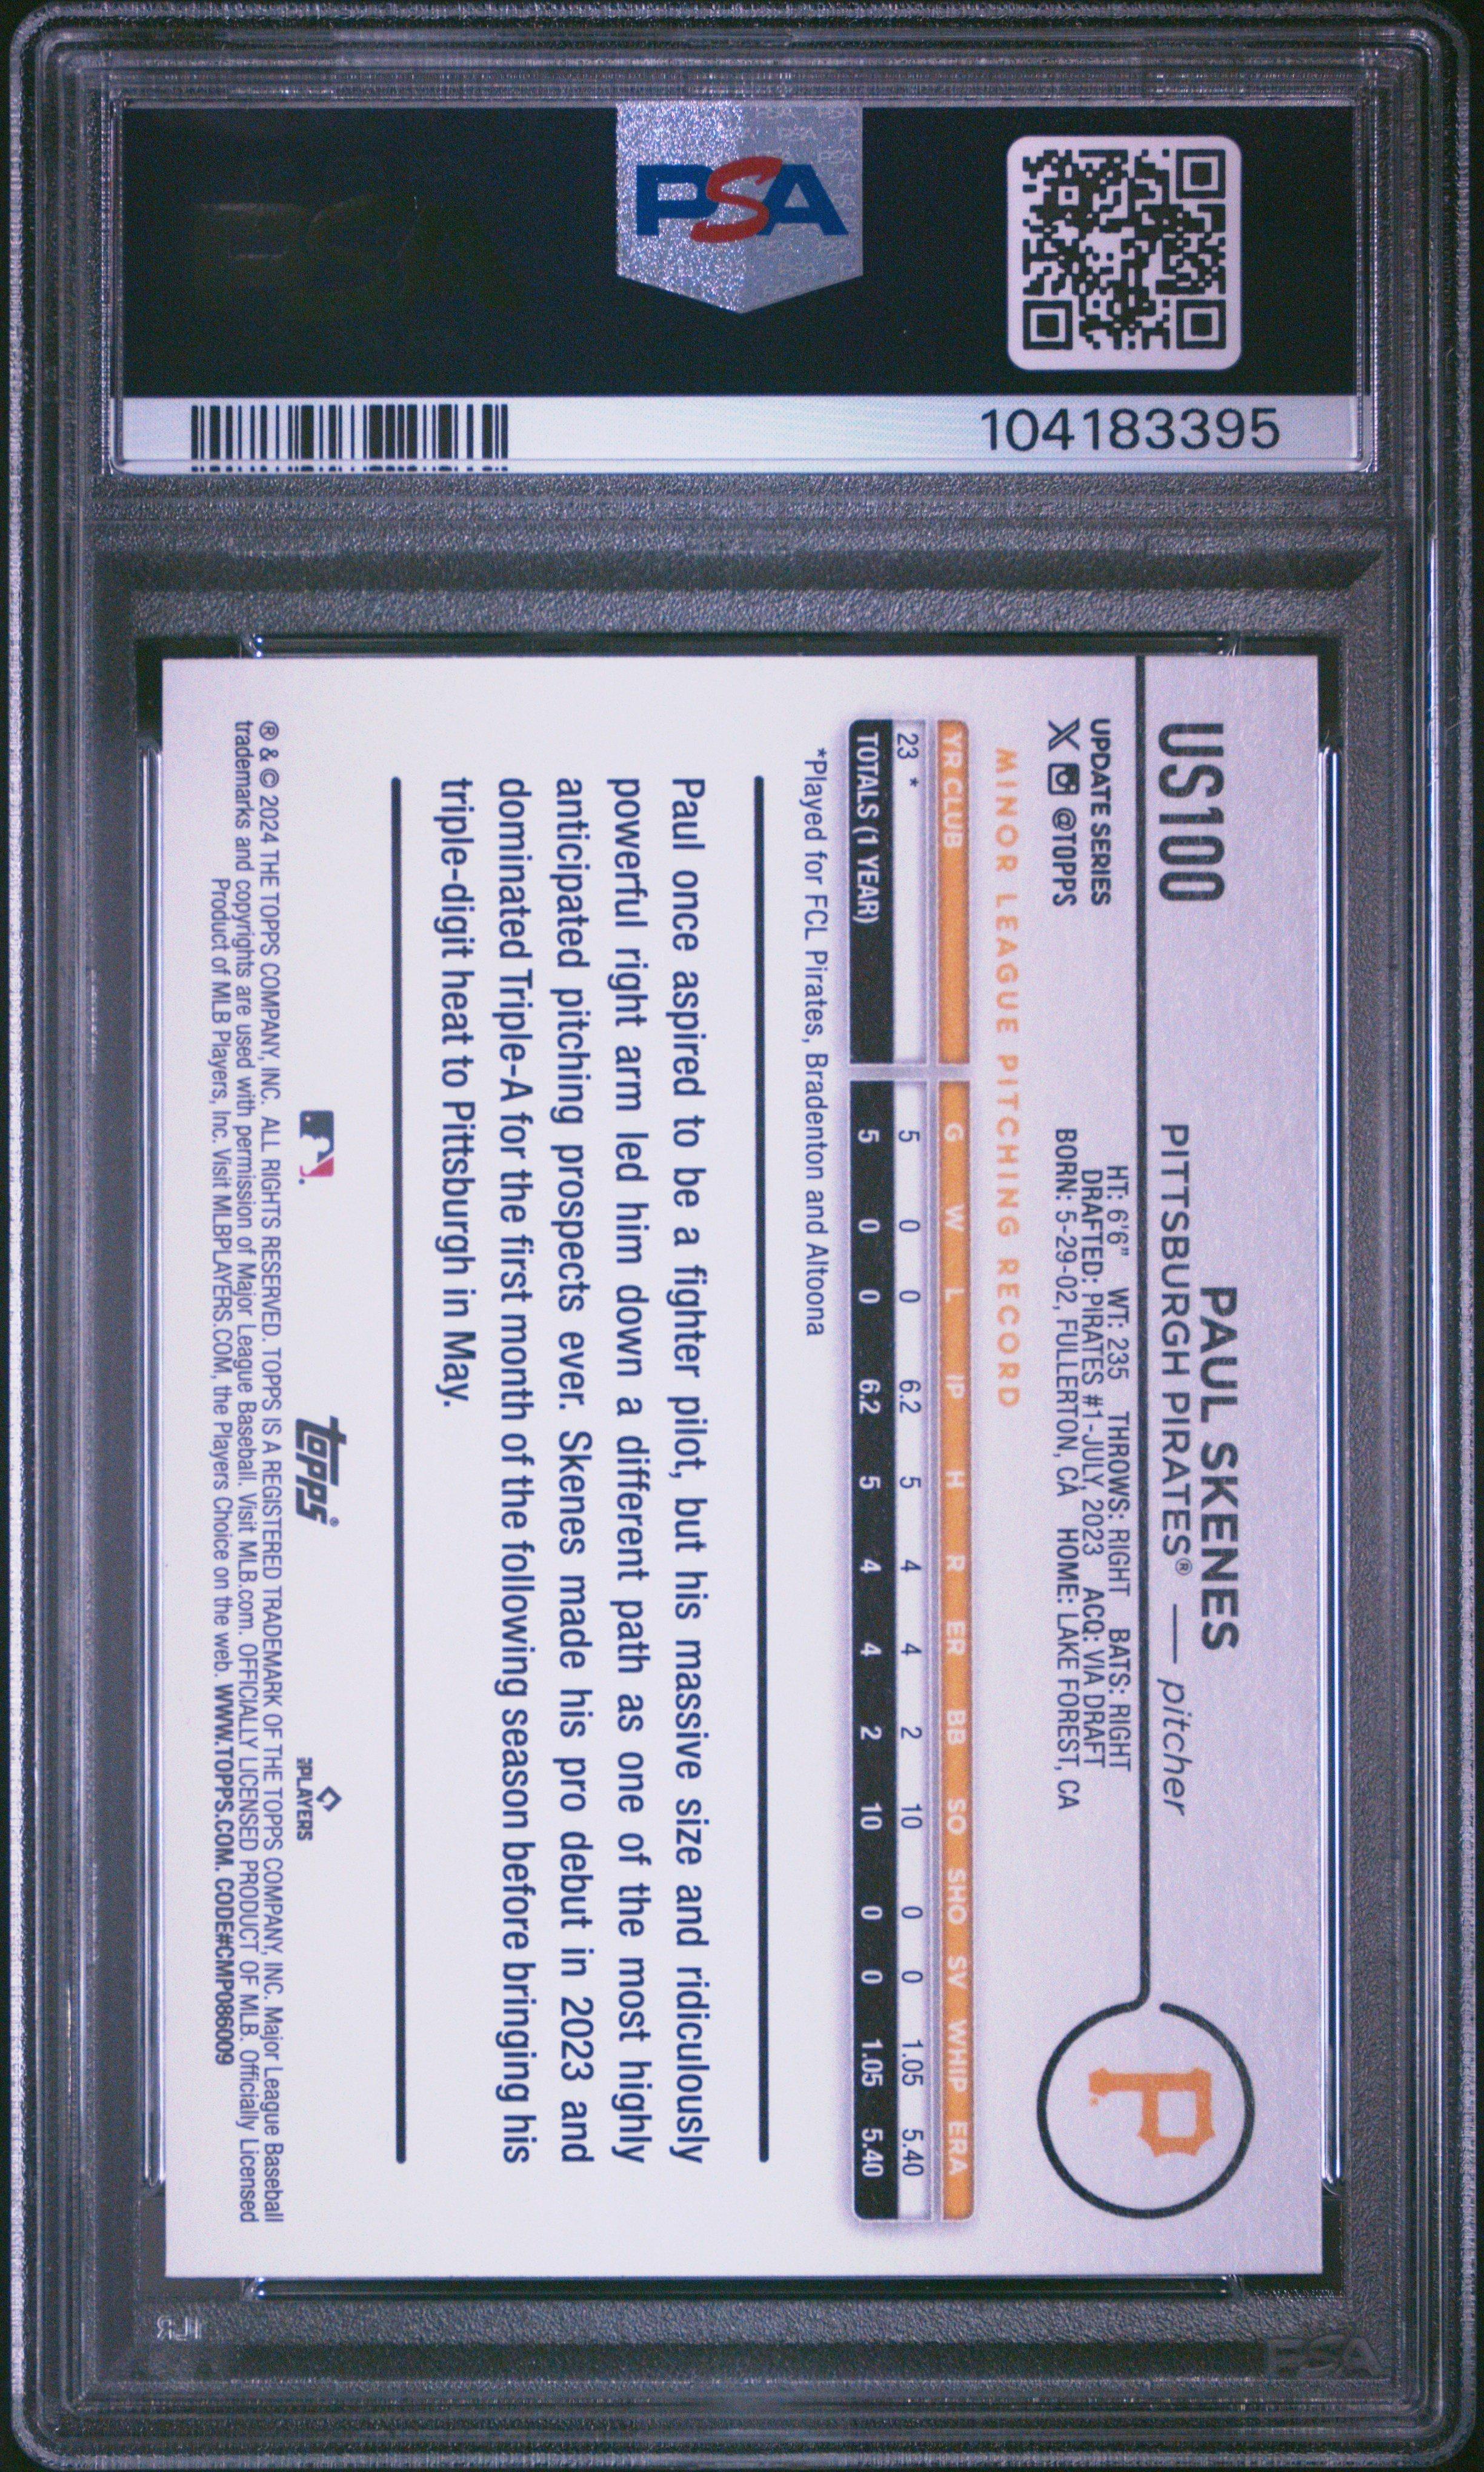 PSA
104183395
US100
PAUL SKENES
PITTSBURGH PIRATES® — pitcher
P
UPDATE SERIES
X @TOPPS
HT: 6'6" WT: 235 THROWS: RIGHT BATS: RIGHT
DRAFTED: PIRATES #1-JULY, 2023 ACQ: VIA DRAFT
BORN: 5-29-02, FULLERTON, CA HOME: LAKE FOREST, CA
MINOR LEAGUE PITCHING RECORD
YR CLUB G W L IP H R ER BB SO SHO SV WHIP ERA
23 * 5 0 0 6.2 5 4 4 2 10 0 0 1.05 5.40
TOTALS (1 YEAR) 5 0 0 6.2 5 4 4 2 10 0 0 1.05 5.40
*Played for FCL Pirates, Bradenton and Altoona
Paul once aspired to be a fighter pilot, but his massive size and ridiculously
powerful right arm led him down a different path as one of the most highly
anticipated pitching prospects ever. Skenes made his pro debut in 2023 and
dominated Triple-A for the first month of the following season before bringing his
triple-digit heat to Pittsburgh in May.
topps® PLAYERS
® & © 2024 THE TOPPS COMPANY, INC. ALL RIGHTS RESERVED. TOPPS IS A REGISTERED TRADEMARK OF THE TOPPS COMPANY, INC. Major League Baseball
trademarks and copyrights are used with permission of Major League Baseball. Visit MLB.com. OFFICIALLY LICENSED PRODUCT OF MLB. Officially Licensed
Product of MLB Players, Inc. Visit MLBPLAYERS.COM, the Players Choice on the web. WWW.TOPPS.COM. CODE#CMP086009
PSA